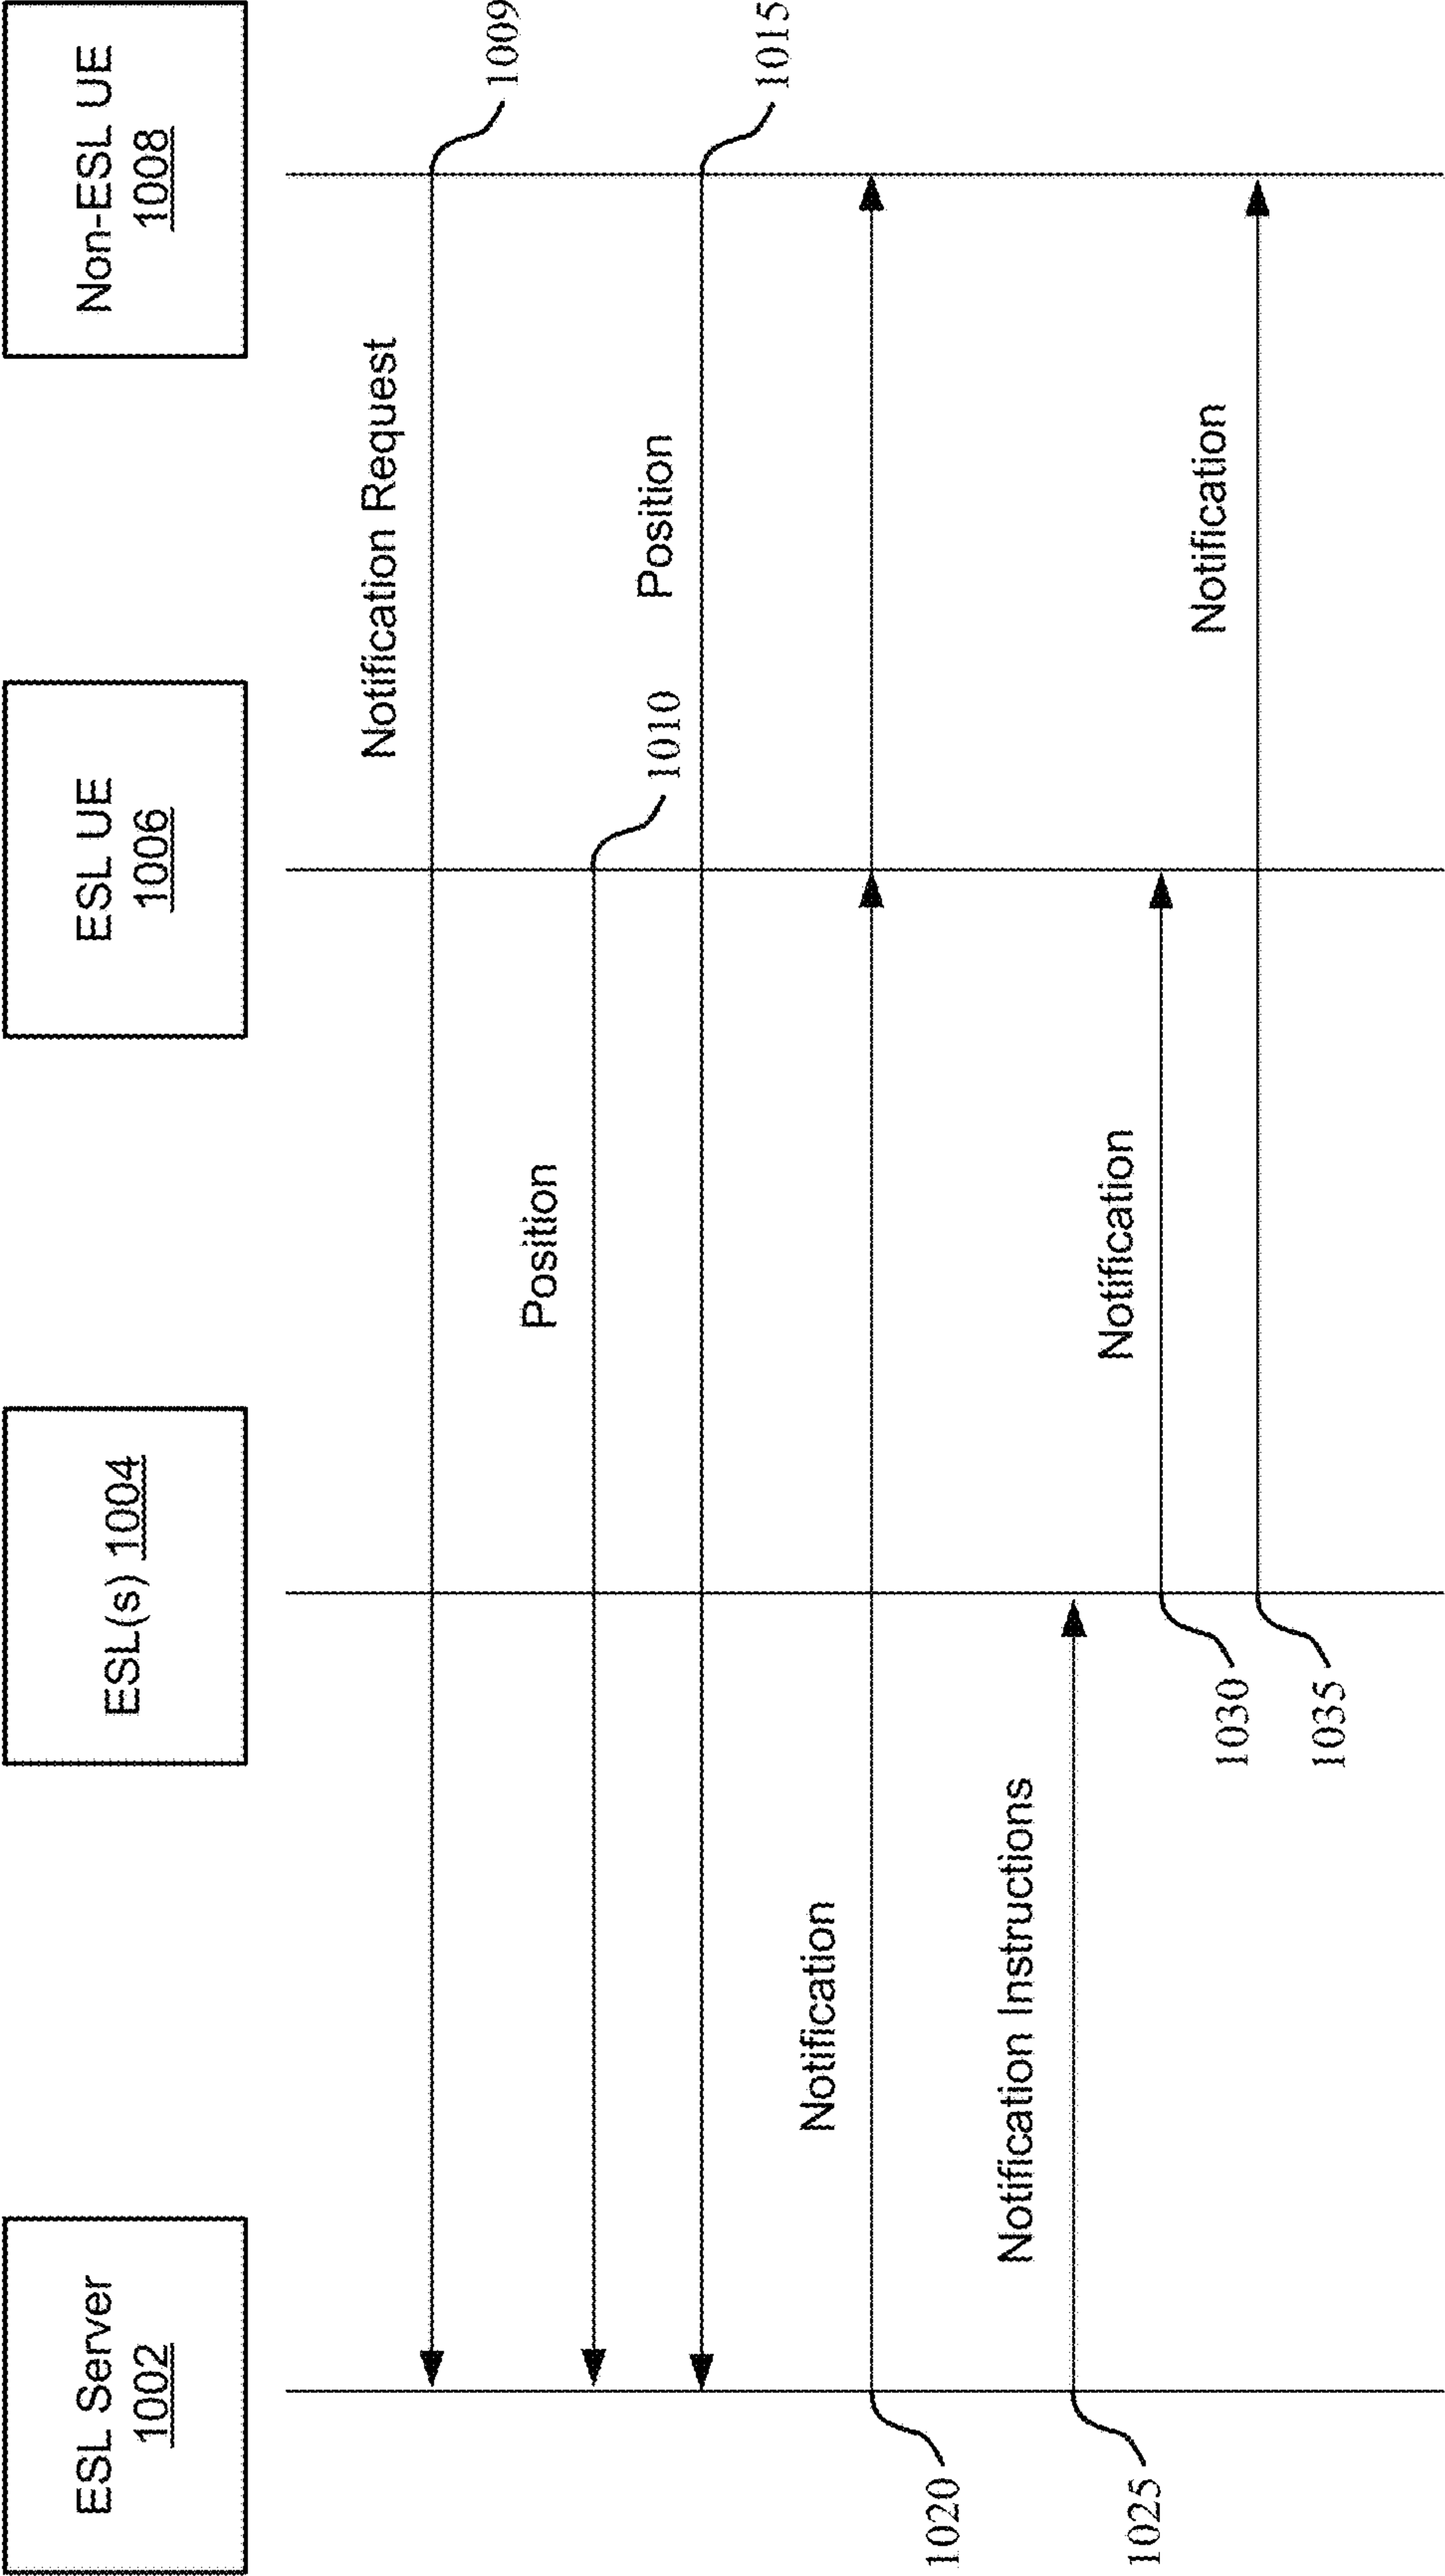 ESL Server
1002
ESL(s) 1004
ESL UE
1006
Non-ESL UE
1008
Notification Request
1009
Position
1010
Position
1015
Notification
1020
Notification Instructions
1025
Notification
1030
Notification
1035